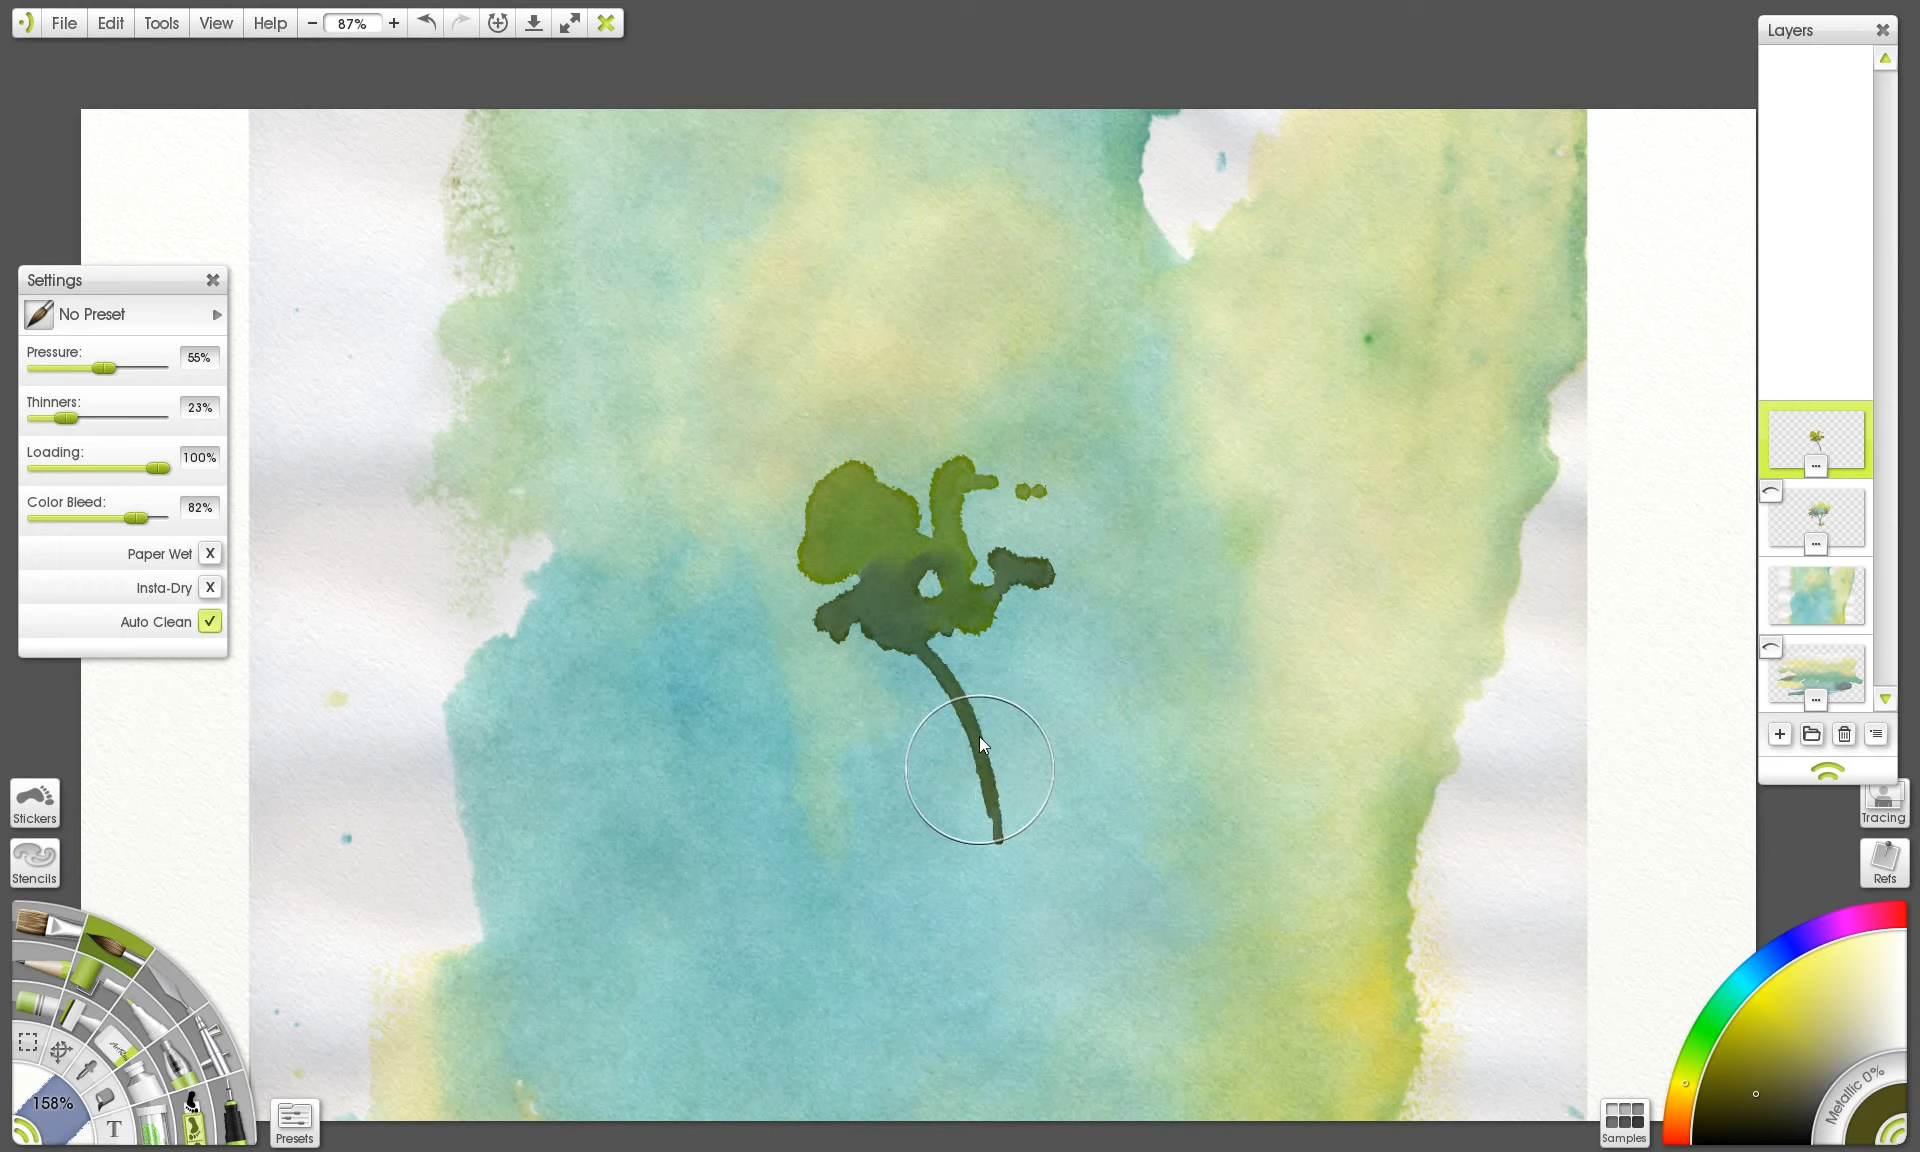 File Edit Tools View Help 87%
Layers
Settings
No Preset
Pressure: 55%
Thinners: 23%
Loading: 100%
Color Bleed: 82%
Paper Wet X
Insta-Dry X
Auto Clean
Stickers
Stencils
Tracing
Refs
ArtRage
158%
T
Presets
Samples
Metallic 0%